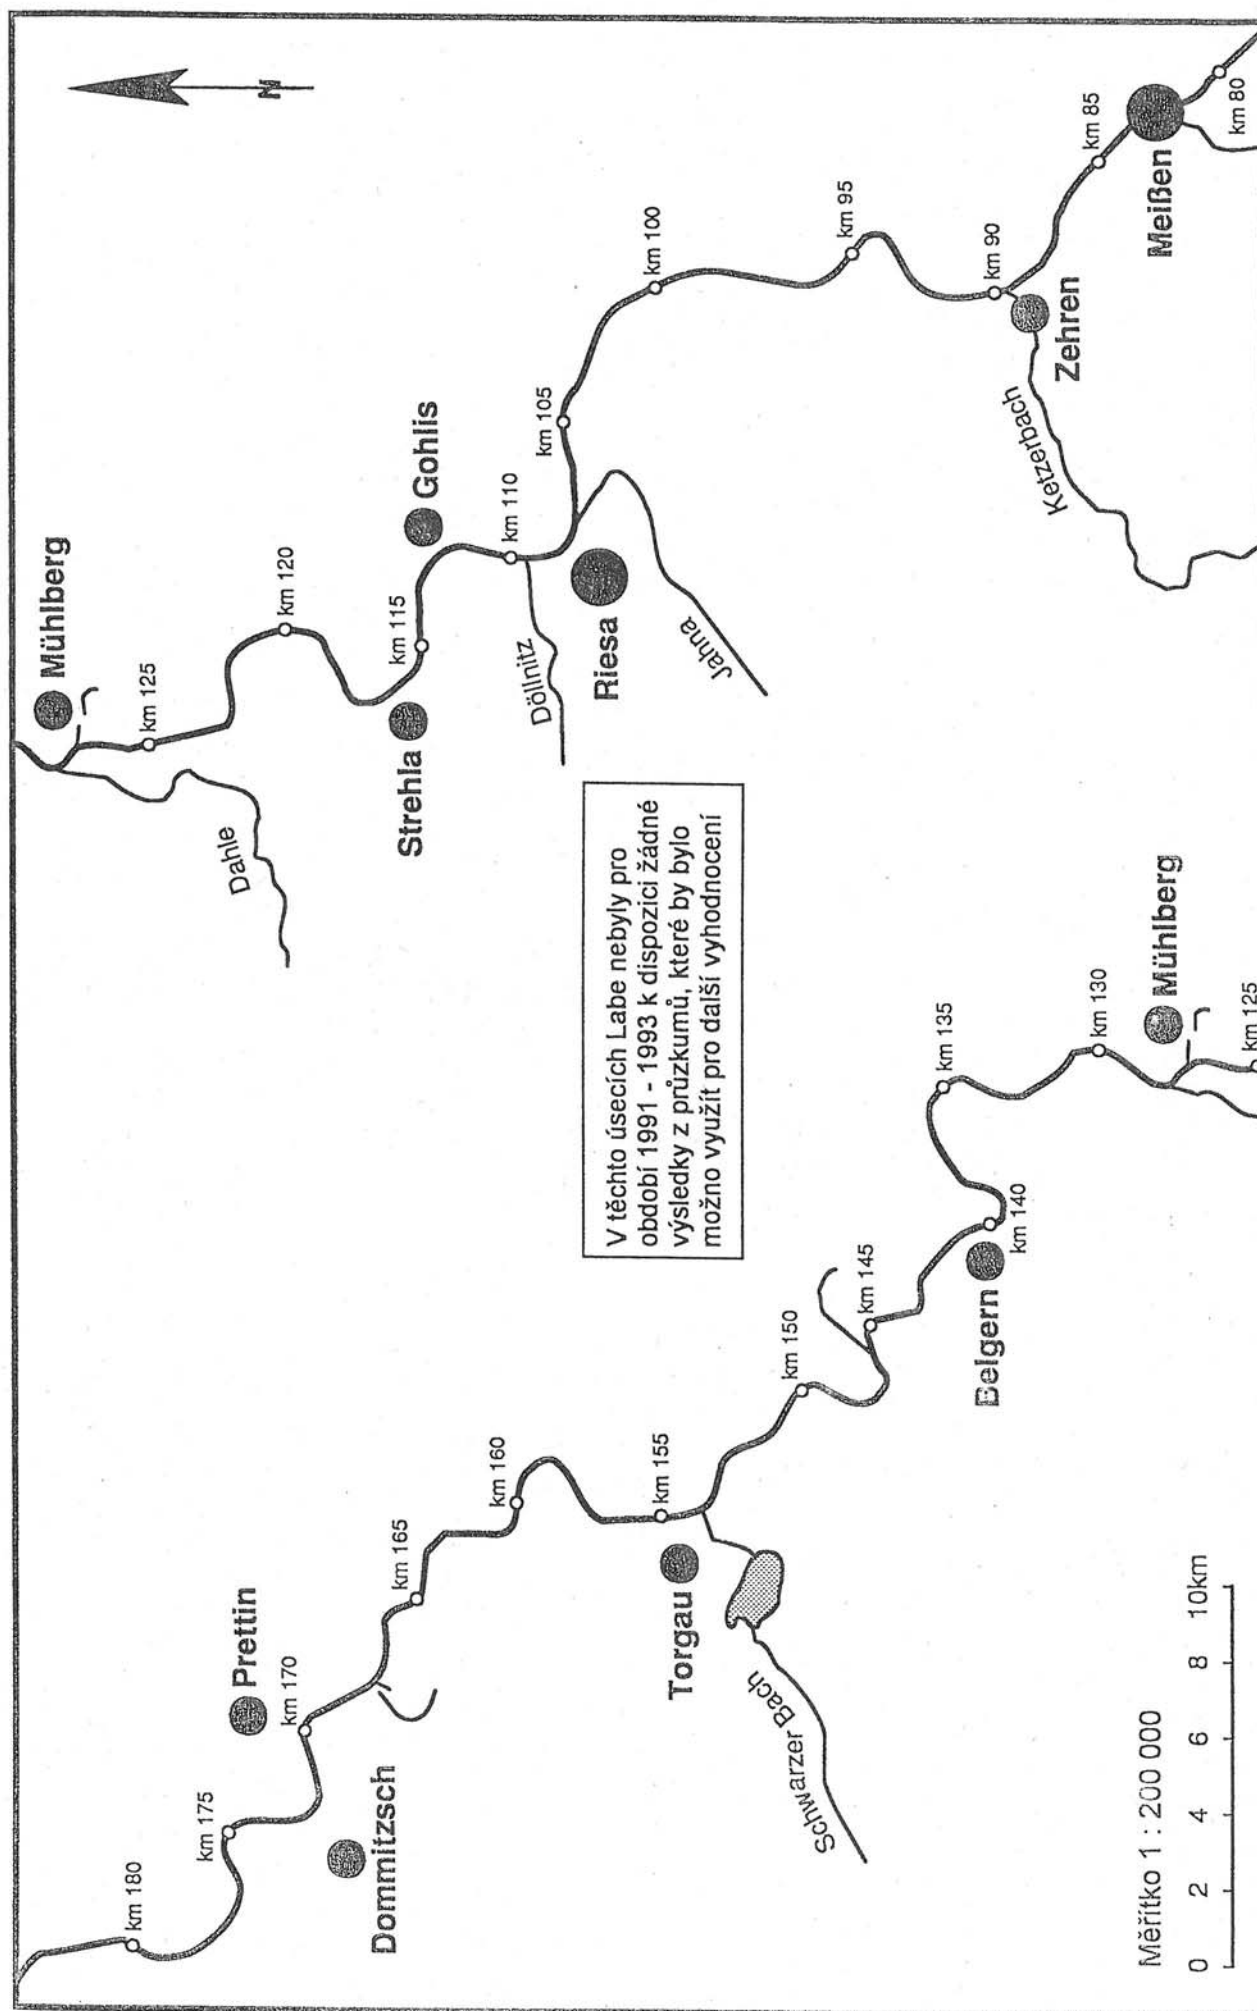 N
km 180
km 175
Prettin
km 170
Dommitzsch
km 165
km 160
km 155
Torgau
Schwarzer Bach
km 150
km 145
Belgern
km 140
km 135
km 130
Mühlberg
km 125
Měřítko 1 : 200 000
0 2 4 6 8 10km
V těchto úsecích Labe nebyly pro
období 1991 - 1993 k dispozici žádné
výsledky z průzkumů, které by bylo
možno využít pro další vyhodnocení
Mühlberg
km 125
Dahle
km 120
Strehla
km 115
Gohlis
km 110
Döllnitz
Riesa
Jahna
km 105
km 100
km 95
km 90
Zehren
Ketzerbach
km 85
Meißen
km 80